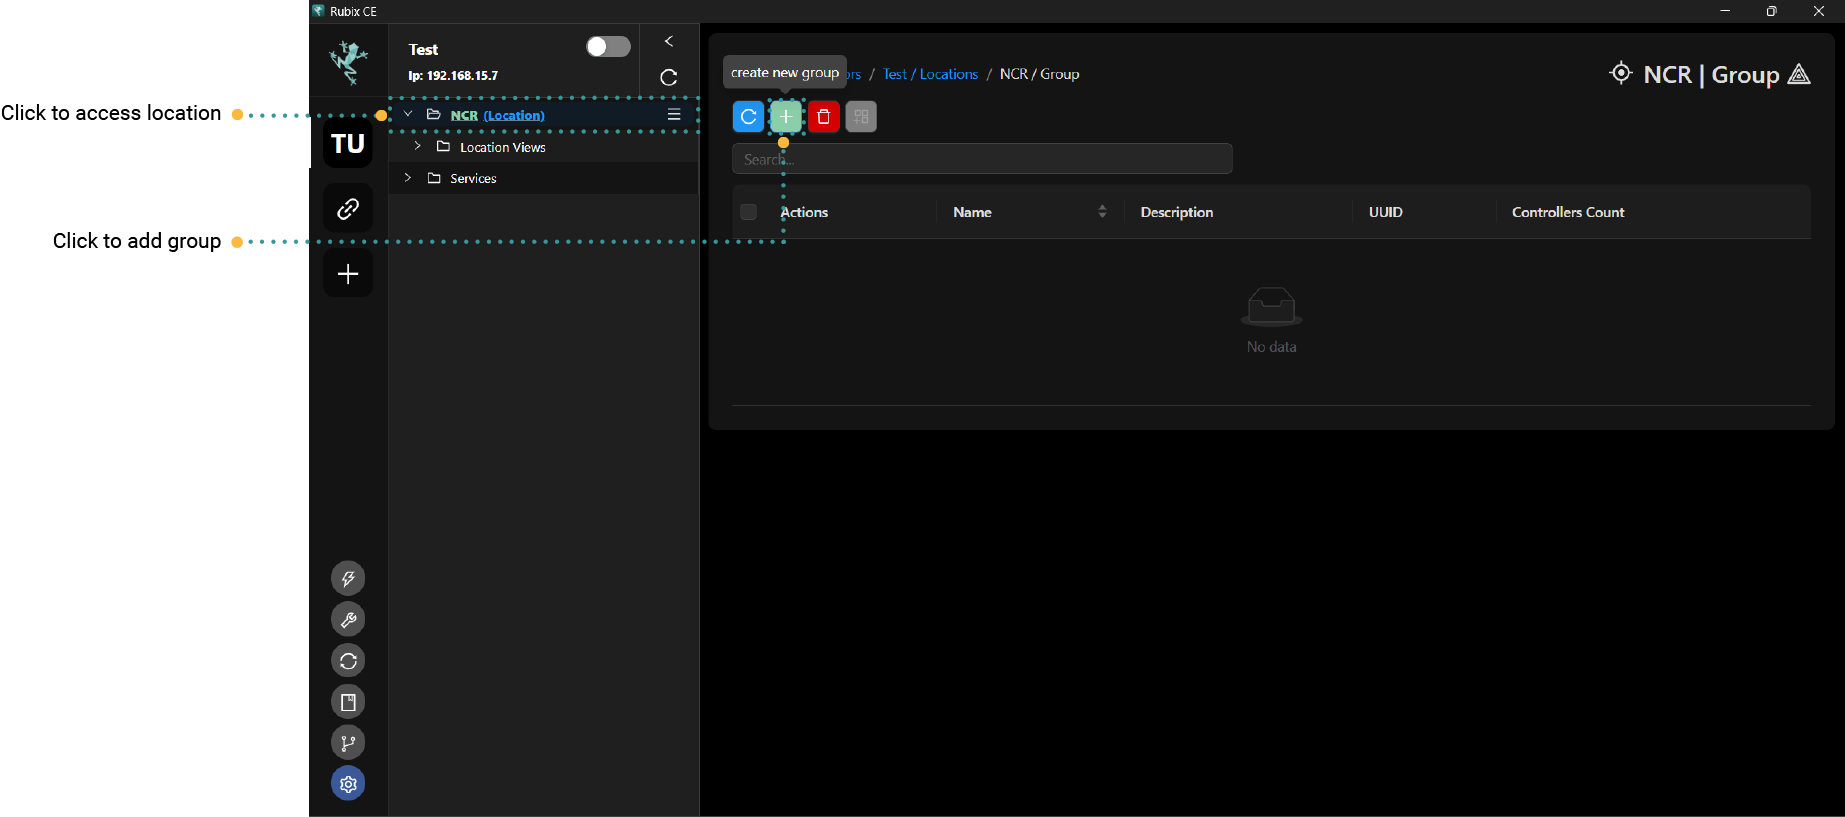 Rubix CE
Test
Ip: 192.168.15.7
Click to access location
NCR (Location)
TU
Location Views
Services
Click to add group
create new group
ors / Test / Locations / NCR / Group
NCR | Group
Search...
Actions
Name
Description
UUID
Controllers Count
No data